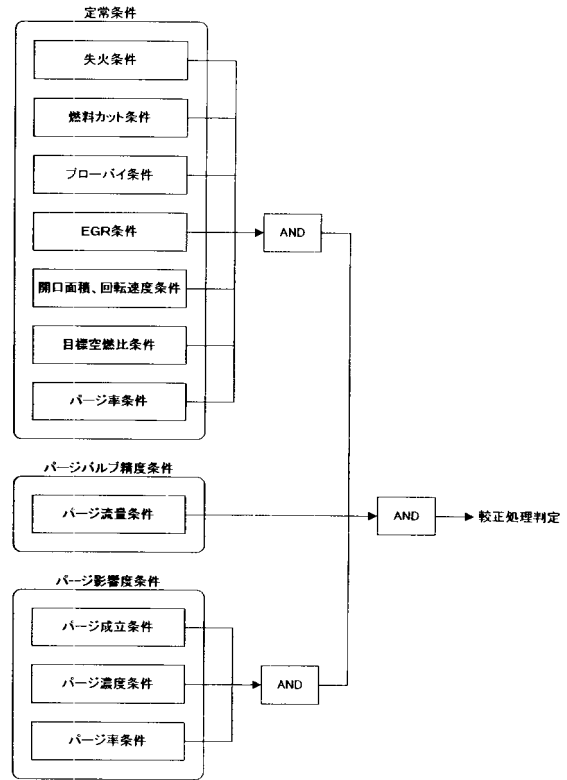 定常条件
失火条件
燃料カット条件
ブローバイ条件
EGR条件
AND
開口面積、回転速度条件
目標空燃比条件
パージ率条件
パージバルブ精度条件
パージ流量条件
AND
較正処理判定
パージ影響度条件
パージ成立条件
パージ濃度条件
AND
パージ率条件